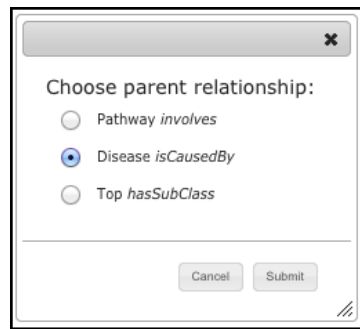 Choose parent relationship:
Pathway involves
Disease isCausedBy
Top hasSubClass
Cancel Submit